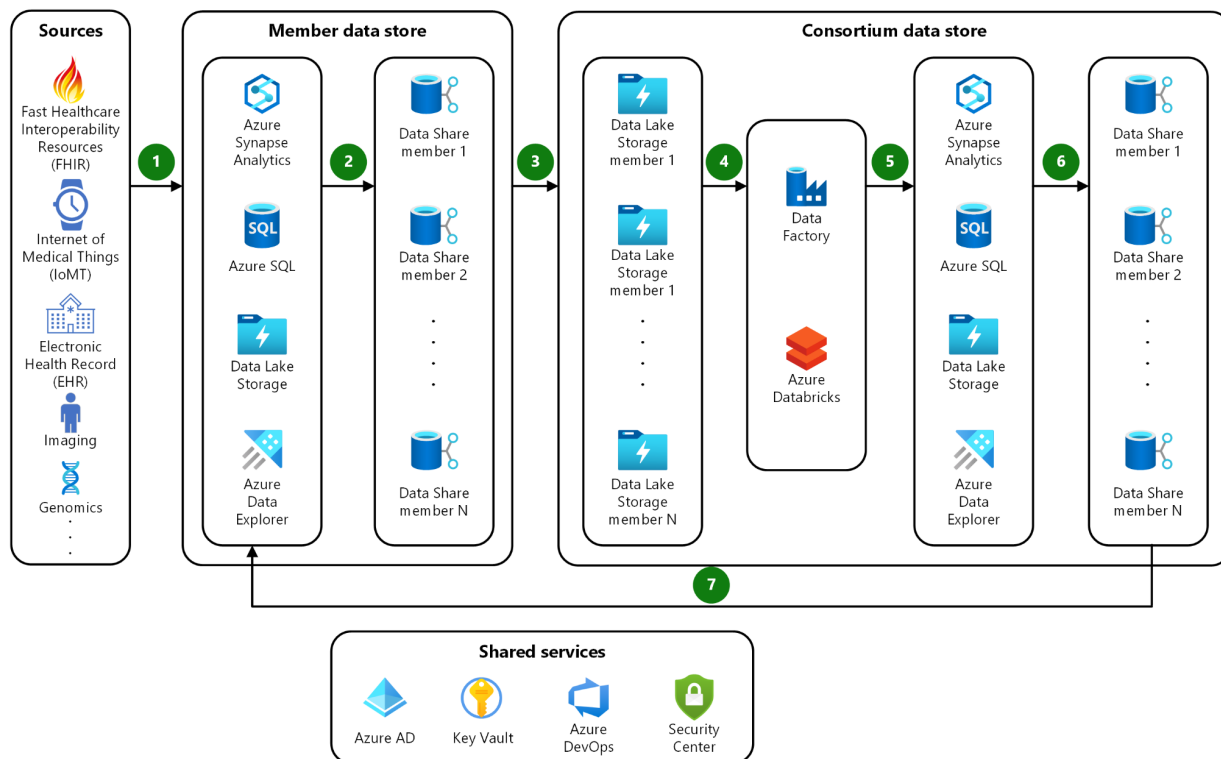 Sources
Fast Healthcare
Interoperability
Resources
(FHIR)
Internet of
Medical Things
(IoMT)
Electronic
Health Record
(EHR)
Imaging
Genomics
1
Member data store
Azure
Synapse
Analytics
SQL
Azure SQL
Data Lake
Storage
Azure
Data
Explorer
2
Data Share
member 1
Data Share
member 2
Data Share
member N
3
Consortium data store
Data Lake
Storage
member 1
Data Lake
Storage
member 1
Data Lake
Storage
member N
4
Data
Factory
Azure
Databricks
5
Azure
Synapse
Analytics
SQL
Azure SQL
Data Lake
Storage
Azure
Data
Explorer
6
Data Share
member 1
Data Share
member 2
Data Share
member N
7
Shared services
Azure AD
Key Vault
Azure
DevOps
Security
Center